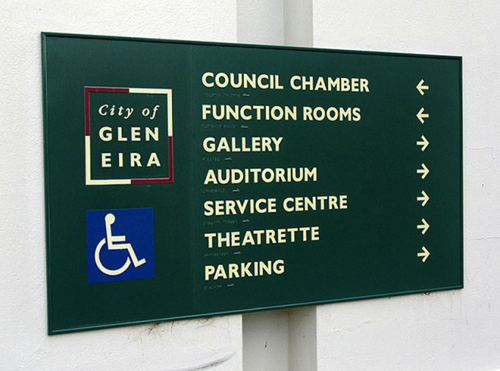 City of
GLEN
EIRA
COUNCIL CHAMBER ←
FUNCTION ROOMS ←
GALLERY →
AUDITORIUM →
SERVICE CENTRE →
THEATRETTE →
PARKING →